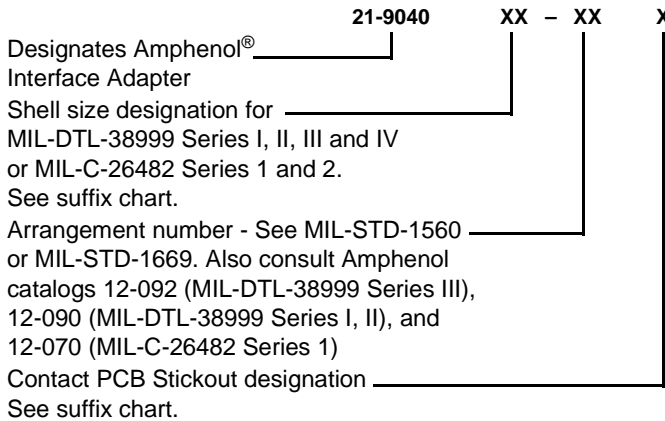 21-9040 XX – XX X
Designates Amphenol®
Interface Adapter
Shell size designation for
MIL-DTL-38999 Series I, II, III and IV
or MIL-C-26482 Series 1 and 2.
See suffix chart.
Arrangement number - See MIL-STD-1560
or MIL-STD-1669. Also consult Amphenol
catalogs 12-092 (MIL-DTL-38999 Series III),
12-090 (MIL-DTL-38999 Series I, II), and
12-070 (MIL-C-26482 Series 1)
Contact PCB Stickout designation
See suffix chart.